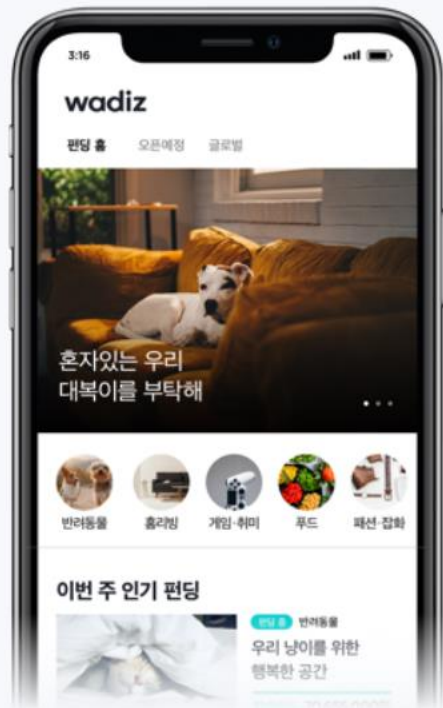 3:16
wadiz
펀딩 홈 오픈예정 글로벌
혼자있는 우리
대복이를 부탁해
반려동물 홈리빙 게임·취미 푸드 패션·잡화
이번 주 인기 펀딩
펀딩 중 반려동물
우리 냥이를 위한
행복한 공간